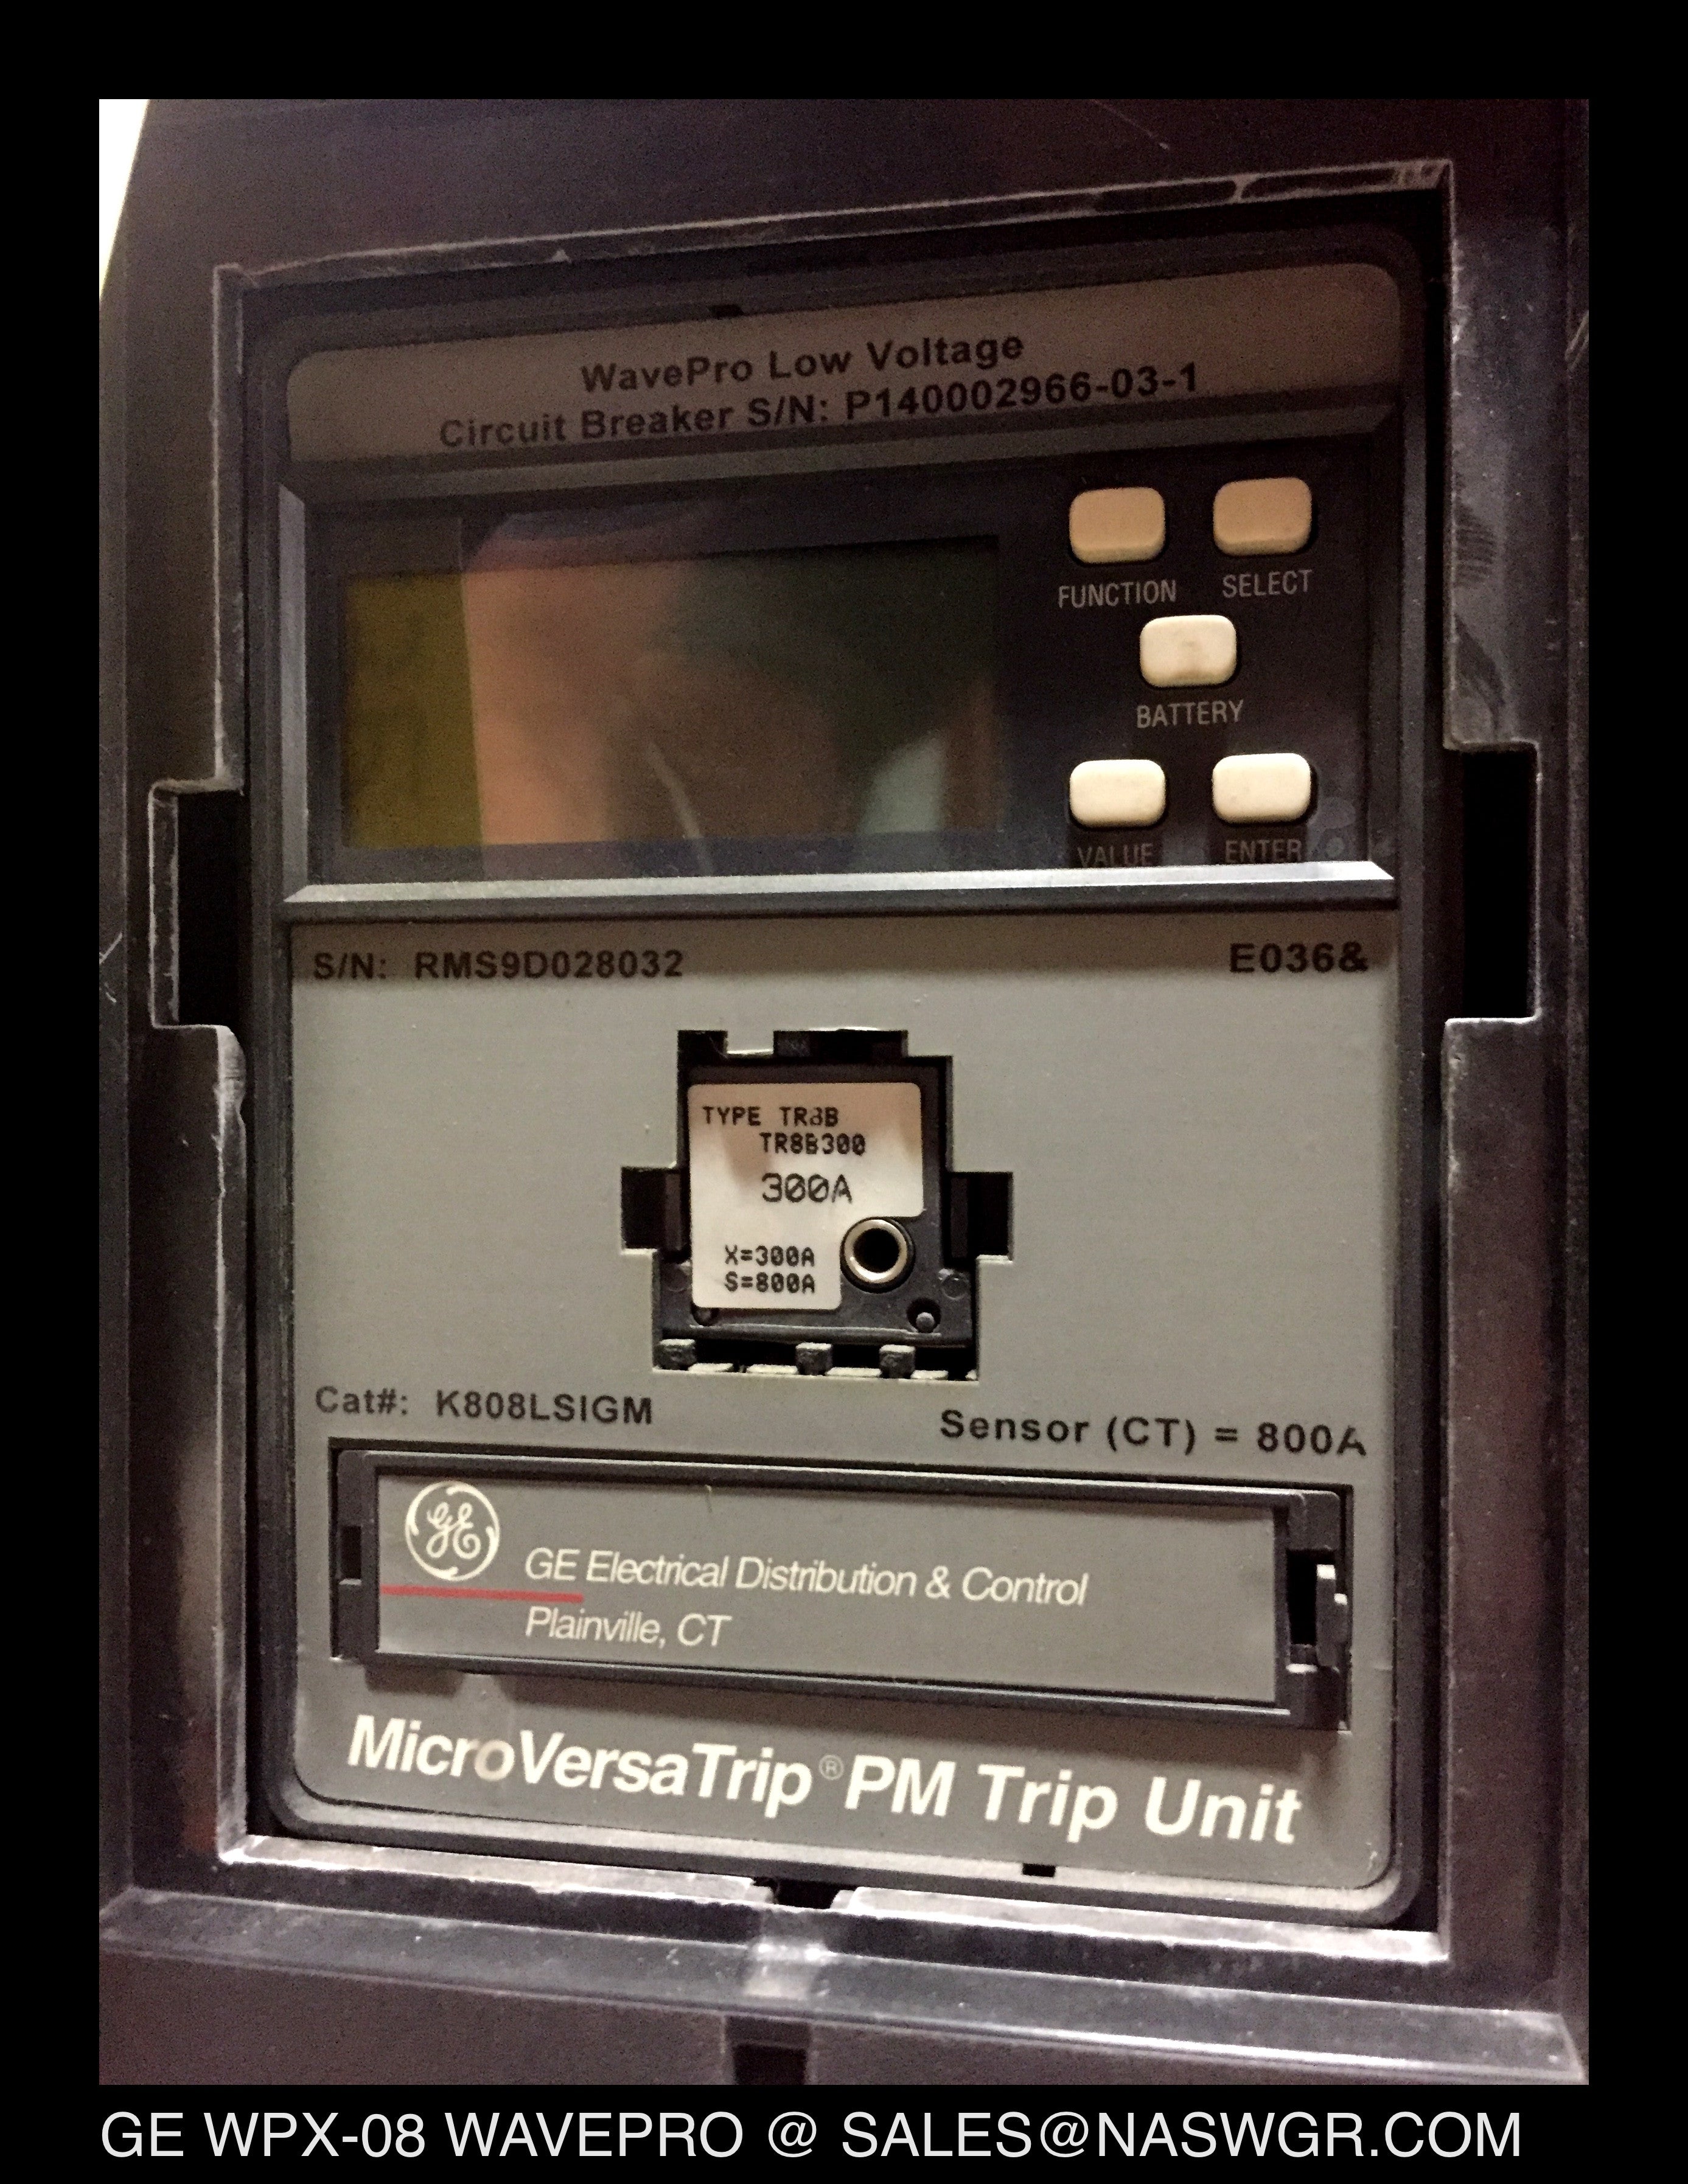 WavePro Low Voltage
Circuit Breaker S/N: P140002966-03-1
FUNCTION SELECT
BATTERY
VALUE ENTER
S/N: RMS9D028032 E036&
TYPE TR8B
TR8B300
300A
X=300A
S=800A
Cat#: K808LSIGM Sensor (CT) = 800A
GE
GE Electrical Distribution & Control
Plainville, CT
MicroVersaTrip® PM Trip Unit
GE WPX-08 WAVEPRO @ SALES@NASWGR.COM